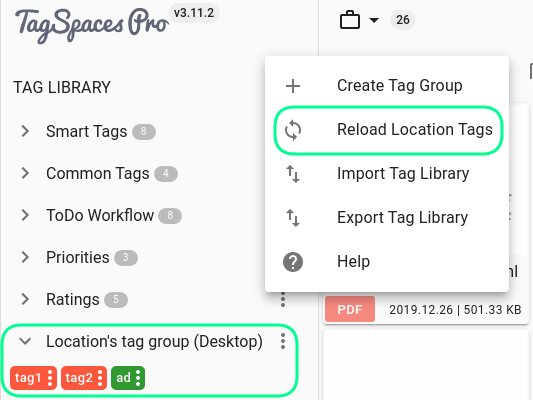 TagSpaces Pro v3.11.2
TAG LIBRARY
Smart Tags 8
Common Tags 4
ToDo Workflow 8
Priorities 3
Ratings 5
Location's tag group (Desktop)
tag1 tag2 ad
26
Create Tag Group
Reload Location Tags
Import Tag Library
Export Tag Library
Help
PDF 2019.12.26 | 501.33 KB